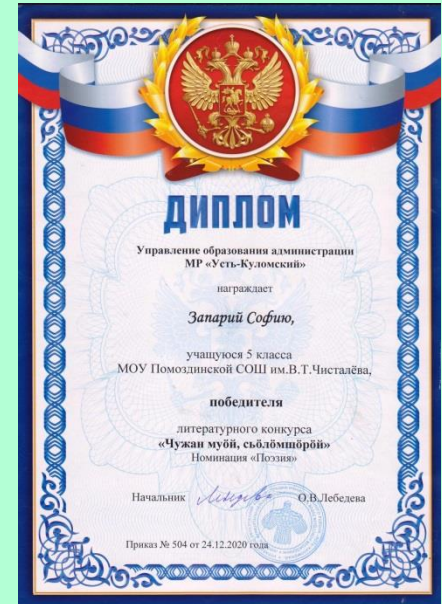 ДИПЛОМ
Управление образования администрации
МР «Усть-Куломский»
награждает
Запарий Софию,
учащуюся 5 класса
МОУ Помоздинской СОШ им.В.Т.Чисталёва,
победителя
литературного конкурса
«Чужан муöй, сьöлöмшöрöй»
Номинация «Поэзия»
Начальник О.В.Лебедева
Приказ № 504 от 24.12.2020 года